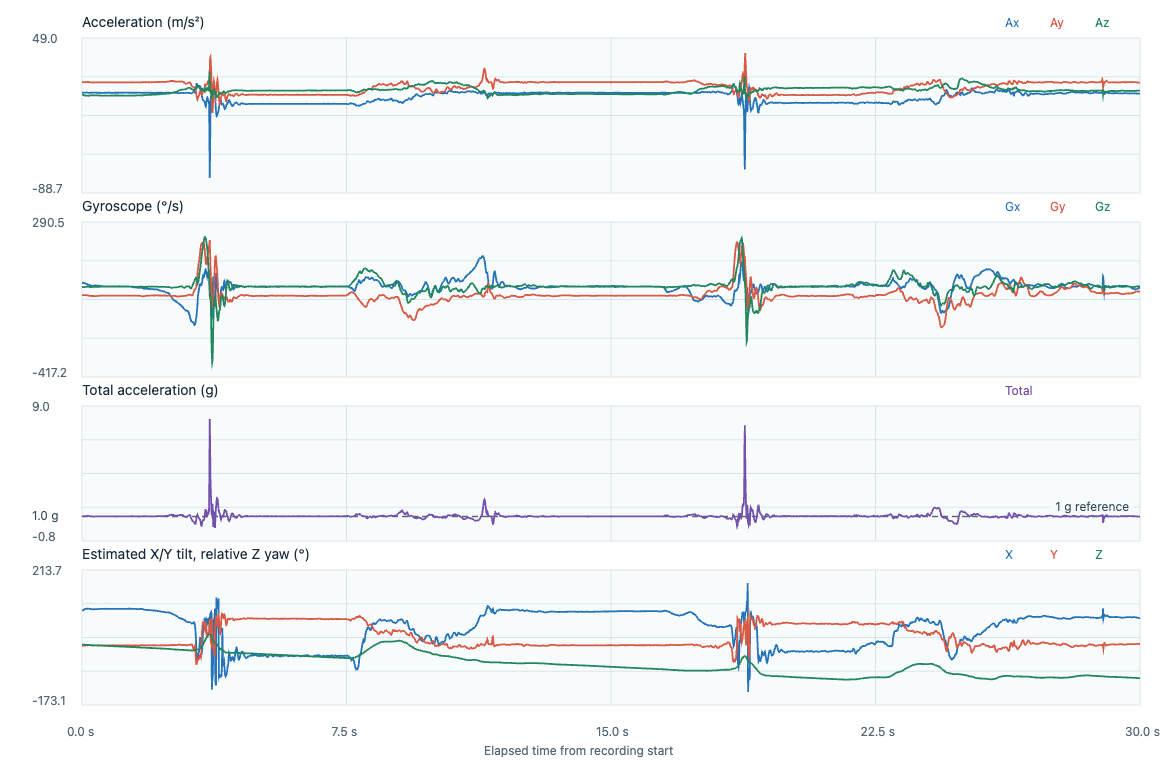 Acceleration (m/s²) Ax Ay Az
49.0
-88.7
Gyroscope (°/s) Gx Gy Gz
290.5
-417.2
Total acceleration (g) Total
9.0
1 g reference
1.0 g
-0.8
Estimated X/Y tilt, relative Z yaw (°) X Y Z
213.7
-173.1
0.0 s 7.5 s 15.0 s 22.5 s 30.0 s
Elapsed time from recording start